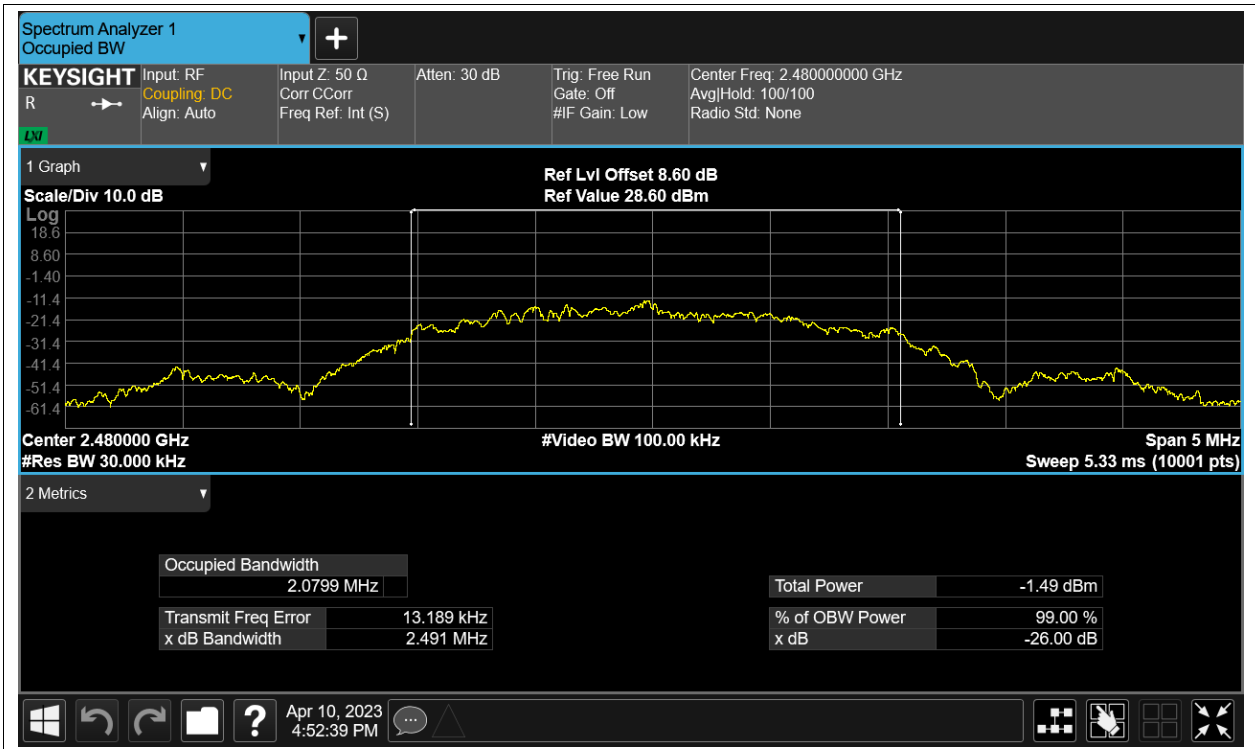 Spectrum Analyzer 1
Occupied BW
KEYSIGHT
R
LXI
Input: RF
Coupling: DC
Align: Auto
Input Z: 50 Ω
Corr CCorr
Freq Ref: Int (S)
Atten: 30 dB
Trig: Free Run
Gate: Off
#IF Gain: Low
Center Freq: 2.480000000 GHz
Avg|Hold: 100/100
Radio Std: None
1 Graph
Scale/Div 10.0 dB
Ref Lvl Offset 8.60 dB
Ref Value 28.60 dBm
Log
18.6
8.60
-1.40
-11.4
-21.4
-31.4
-41.4
-51.4
-61.4
Center 2.480000 GHz
#Res BW 30.000 kHz
#Video BW 100.00 kHz
Span 5 MHz
Sweep 5.33 ms (10001 pts)
2 Metrics
Occupied Bandwidth
2.0799 MHz
Transmit Freq Error 13.189 kHz
x dB Bandwidth 2.491 MHz
Total Power -1.49 dBm
% of OBW Power 99.00 %
x dB -26.00 dB
?
Apr 10, 2023
4:52:39 PM